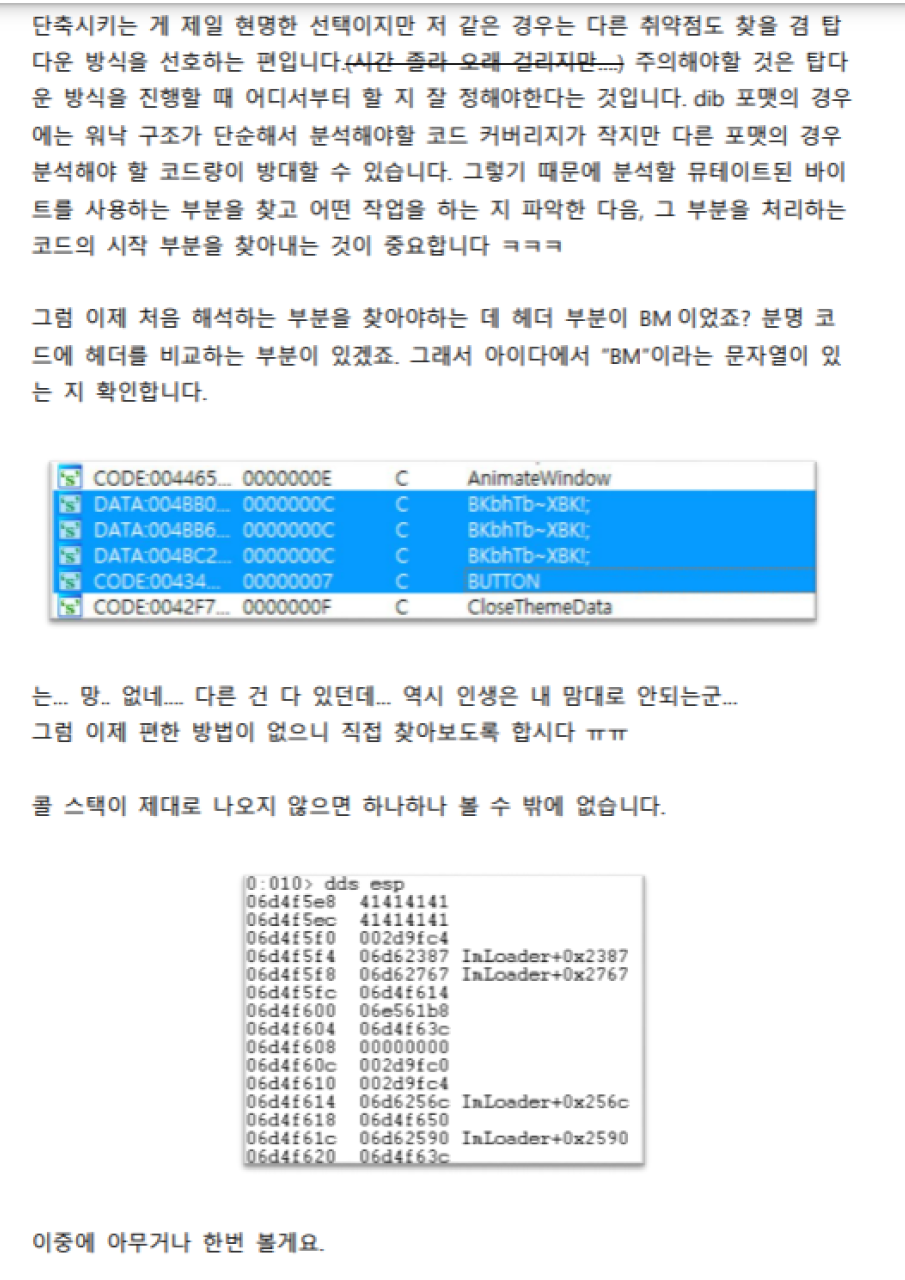 단축시키는 게 제일 현명한 선택이지만 저 같은 경우는 다른 취약점도 찾을 겸 탑
다운 방식을 선호하는 편입니다.(시간 졸라 오래 걸리지만....) 주의해야할 것은 탑다
운 방식을 진행할 때 어디서부터 할 지 잘 정해야한다는 것입니다. dib 포맷의 경우
에는 워낙 구조가 단순해서 분석해야할 코드 커버리지가 작지만 다른 포맷의 경우
분석해야 할 코드량이 방대할 수 있습니다. 그렇기 때문에 분석할 뮤테이트된 바이
트를 사용하는 부분을 찾고 어떤 작업을 하는 지 파악한 다음, 그 부분을 처리하는
코드의 시작 부분을 찾아내는 것이 중요합니다 ㅋㅋㅋ
그럼 이제 처음 해석하는 부분을 찾아야하는 데 헤더 부분이 BM이었죠? 분명 코
드에 헤더를 비교하는 부분이 있겠죠. 그래서 아이다에서 "BM"이라는 문자열이 있
는 지 확인합니다.
CODE:004465... 0000000E C AnimateWindow
DATA:004BB0... 0000000C C BKbhTb~XBK!;
DATA:004BB6... 0000000C C BKbhTb~XBK!;
DATA:004BC2... 0000000C C BKbhTb~XBK!;
CODE:00434... 00000007 C BUTTON
CODE:0042F7... 0000000F C CloseThemeData
는... 망.. 없네.... 다른 건 다 있던데... 역시 인생은 내 맘대로 안되는군...
그럼 이제 편한 방법이 없으니 직접 찾아보도록 합시다 ㅠㅠ
콜 스택이 제대로 나오지 않으면 하나하나 볼 수 밖에 없습니다.
0:010> dds esp
06d4f5e8 41414141
06d4f5ec 41414141
06d4f5f0 002d9fc4
06d4f5f4 06d62387 ImLoader+0x2387
06d4f5f8 06d62767 ImLoader+0x2767
06d4f5fc 06d4f614
06d4f600 06e561b8
06d4f604 06d4f63c
06d4f608 00000000
06d4f60c 002d9fc0
06d4f610 002d9fc4
06d4f614 06d6256c ImLoader+0x256c
06d4f618 06d4f650
06d4f61c 06d62590 ImLoader+0x2590
06d4f620 06d4f63c
이중에 아무거나 한번 볼게요.